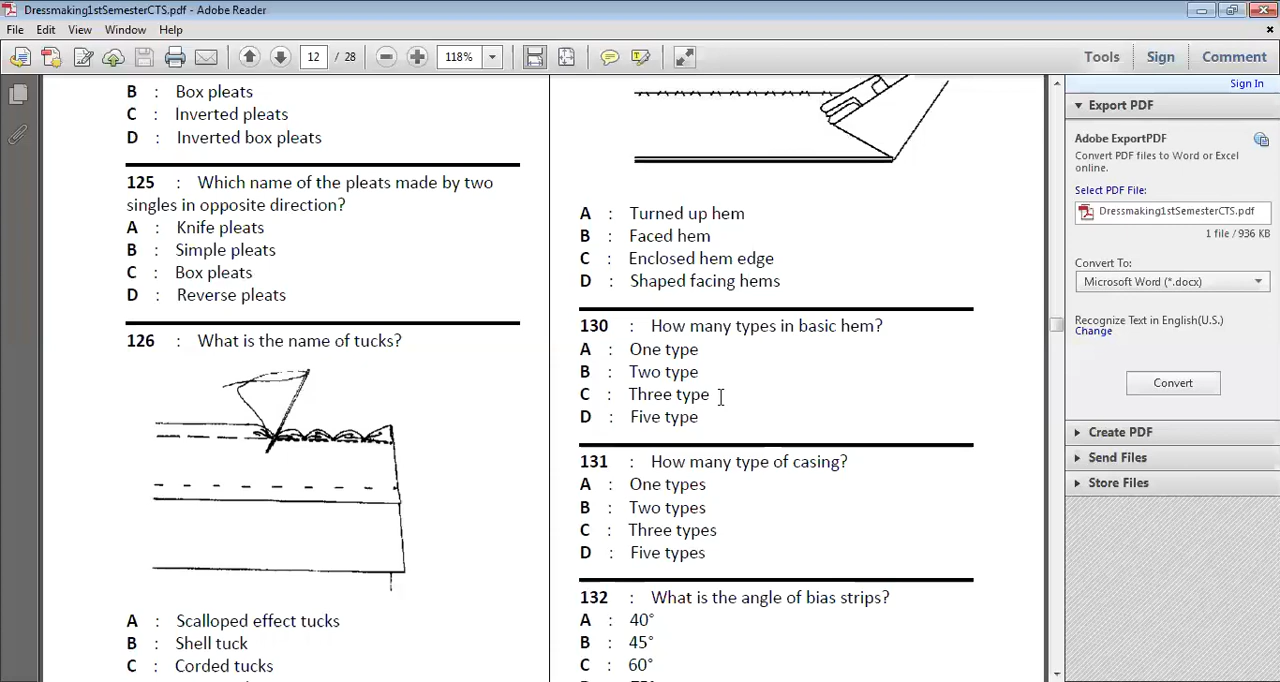 DressmakingIstSemesterCTS.pdf - Adobe Reader
File Edit View Window Help
12 / 28
118%
Tools Sign Comment
B : Box pleats
C : Inverted pleats
D : Inverted box pleats
125 : Which name of the pleats made by two
singles in opposite direction?
A : Knife pleats
B : Simple pleats
C : Box pleats
D : Reverse pleats
126 : What is the name of tucks?
A : Scalloped effect tucks
B : Shell tuck
C : Corded tucks
A : Turned up hem
B : Faced hem
C : Enclosed hem edge
D : Shaped facing hems
130 : How many types in basic hem?
A : One type
B : Two type
C : Three type
D : Five type
131 : How many type of casing?
A : One types
B : Two types
C : Three types
D : Five types
132 : What is the angle of bias strips?
A : 40°
B : 45°
C : 60°
Sign In
Export PDF
Adobe ExportPDF
Convert PDF files to Word or Excel
online.
Select PDF File:
Dressmaking1stSemesterCTS.pdf
1 file / 936 KB
Convert To:
Microsoft Word (*.docx)
Recognize Text in English(U.S.)
Change
Convert
Create PDF
Send Files
Store Files